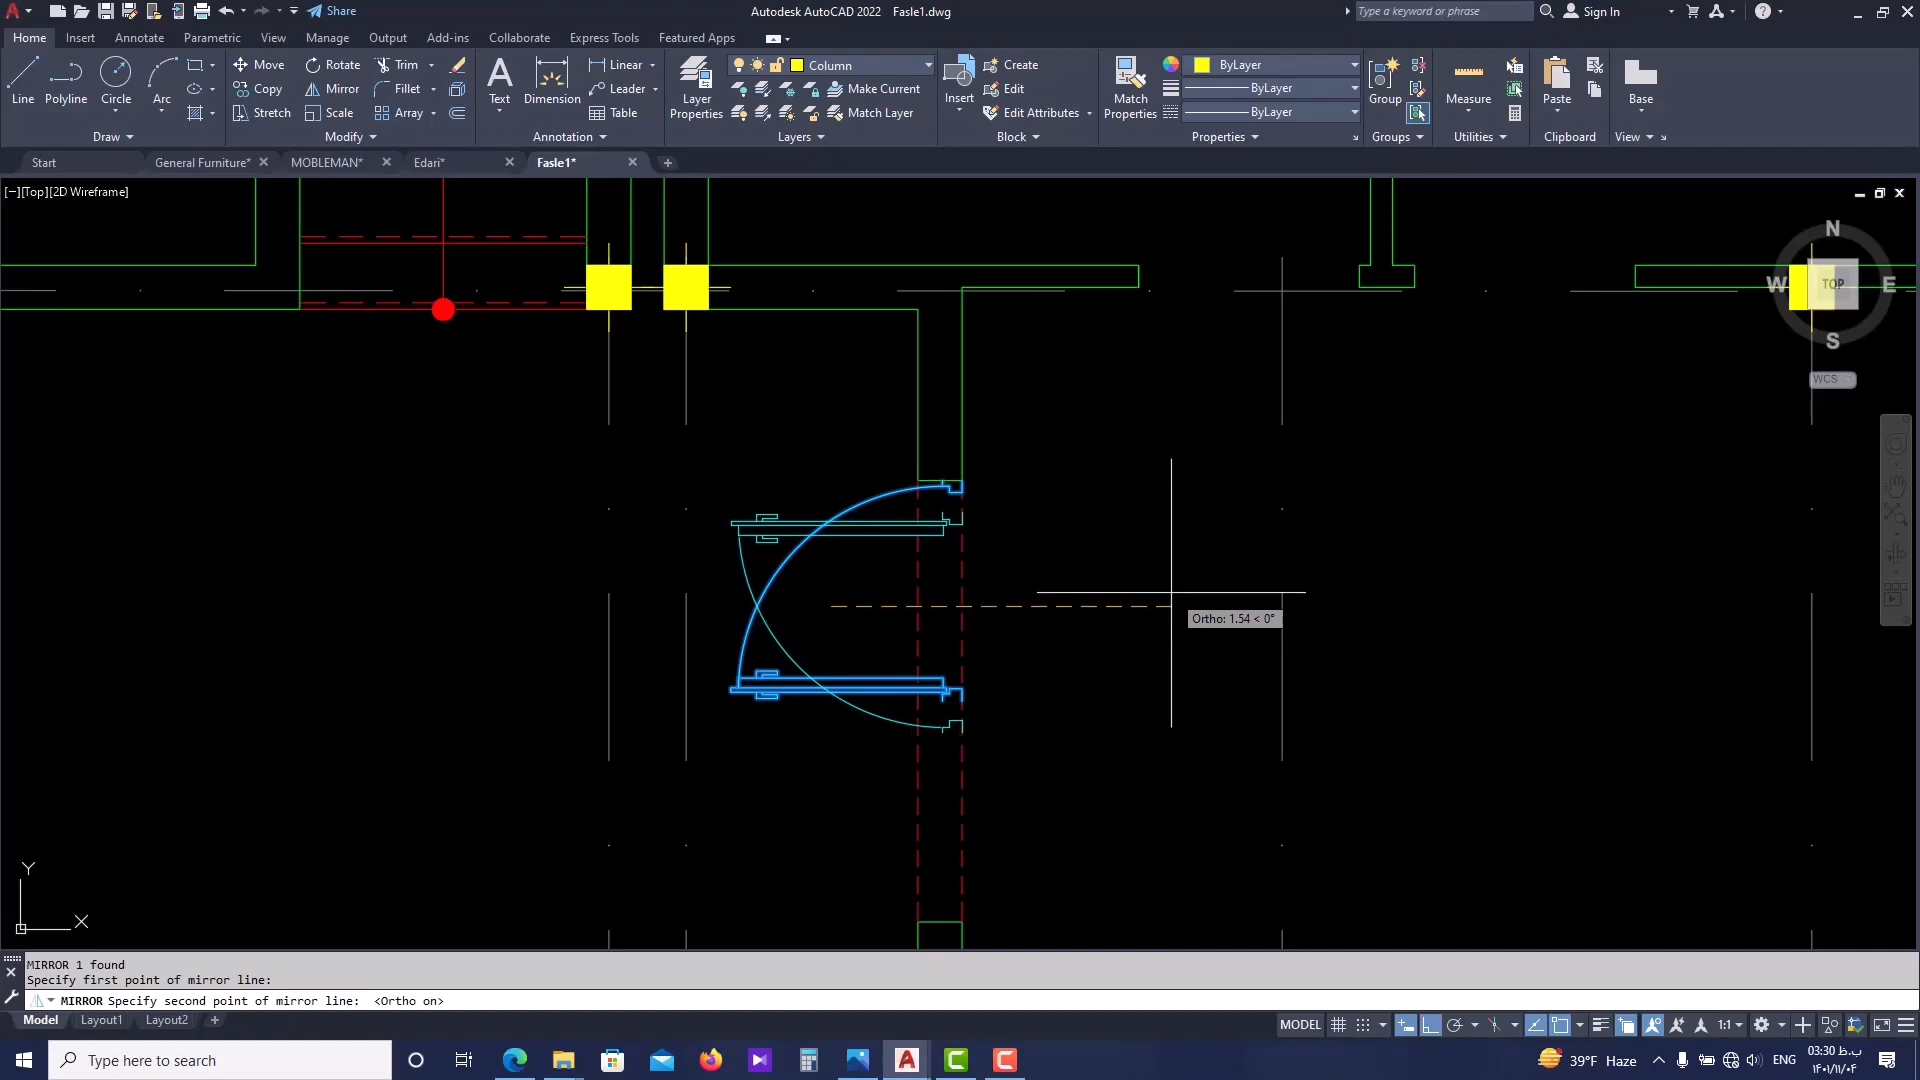 Share
Autodesk AutoCAD 2022 Fasle1.dwg
Type a keyword or phrase
Sign In
Home Insert Annotate Parametric View Manage Output Add-ins Collaborate Express Tools Featured Apps
Line Polyline Circle Arc
Draw
Move Rotate Trim
Copy Mirror Fillet
Stretch Scale Array
Modify
Text Dimension
Linear
Leader
Table
Annotation
Layer Properties
Column
Make Current
Match Layer
Layers
Insert
Create
Edit
Edit Attributes
Block
Match Properties
ByLayer
ByLayer
ByLayer
Properties
Group
Groups
Measure
Utilities
Paste
Clipboard
Base
View
Start General Furniture* MOBLEMAN* Edari* Fasle1*
[−][Top][2D Wireframe]
N
W TOP E
S
WCS
Ortho: 1.54 < 0°
Y
X
MIRROR 1 found
Specify first point of mirror line:
MIRROR Specify second point of mirror line: <Ortho on>
Model Layout1 Layout2
MODEL 1:1
Type here to search
39°F Haze
ENG
03:30 ب.ظ
۱۴۰۱/۱۱/۰۴